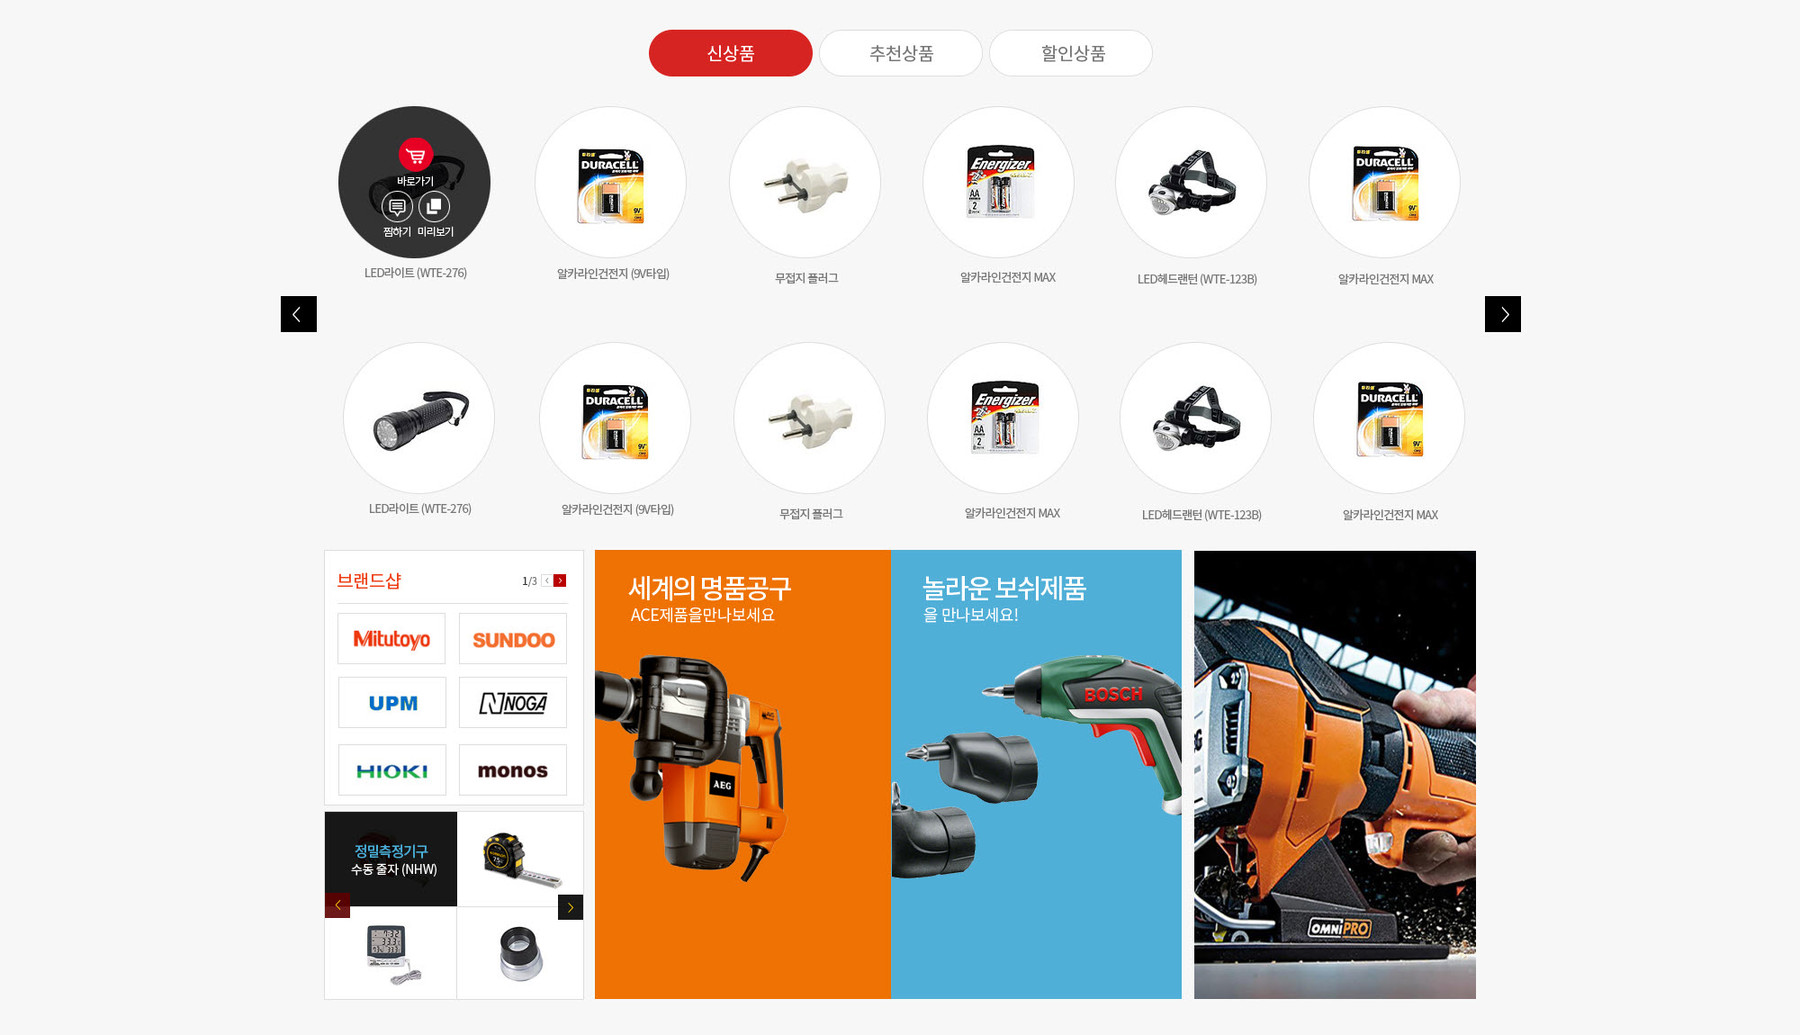 신상품
추천상품
할인상품
바로가기
찜하기 미리보기
DURACELL
9V
Energizer
AA
2
DURACELL
9V
LED라이트 (WTE-276)
알카라인건전지 (9V타입)
무접지 플러그
알카라인건전지 MAX
LED헤드랜턴 (WTE-123B)
알카라인건전지 MAX
DURACELL
9V
Energizer
AA
2
DURACELL
9V
LED라이트 (WTE-276)
알카라인건전지 (9V타입)
무접지 플러그
알카라인건전지 MAX
LED헤드랜턴 (WTE-123B)
알카라인건전지 MAX
브랜드샵
1/3
Mitutoyo
SUNDOO
UPM
NOGA
HIOKI
monos
정밀측정기구
수동 줄자 (NHW)
세계의 명품공구
ACE제품을만나보세요
AEG
놀라운 보쉬제품
을 만나보세요!
BOSCH
OMNIPRO